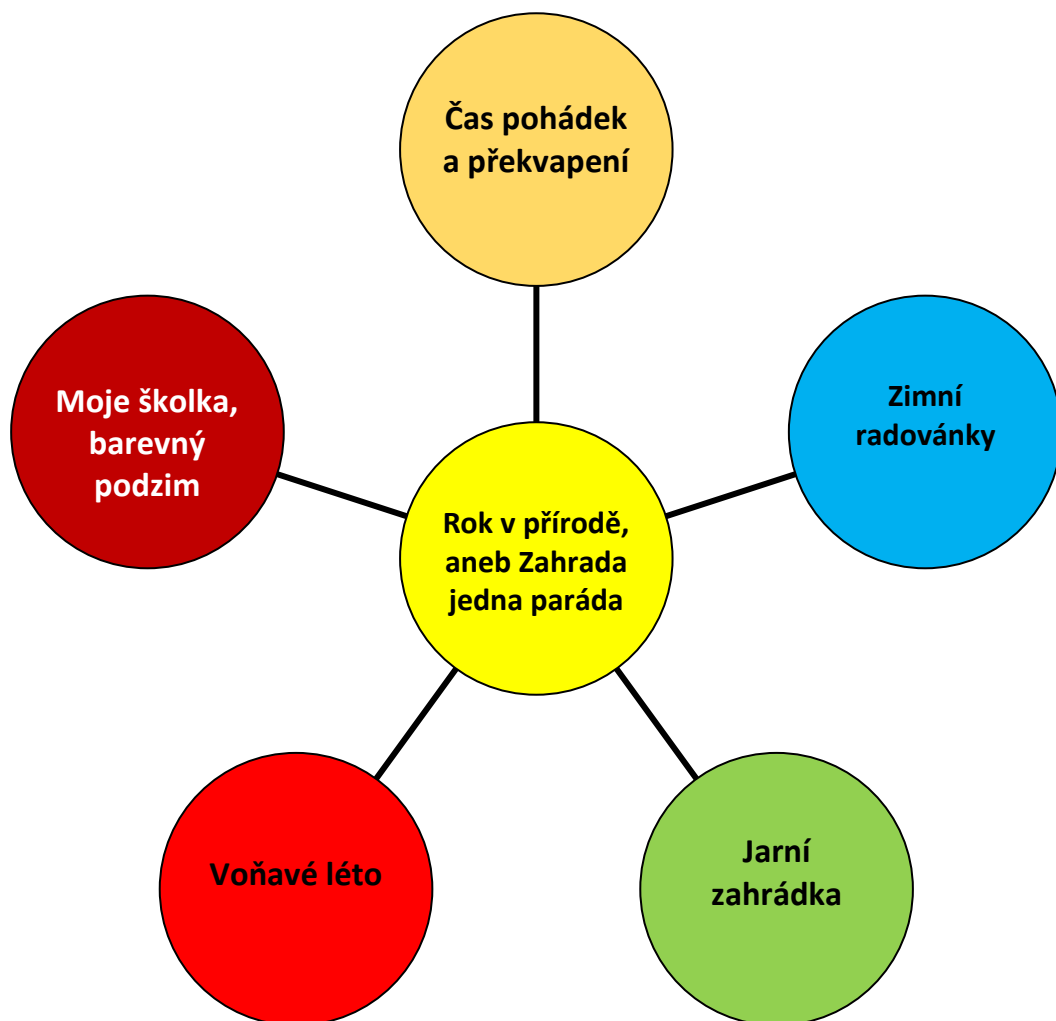 Čas pohádek
a překvapení
Moje školka,
barevný
podzim
Zimní
radovánky
Rok v přírodě,
aneb Zahrada
jedna paráda
Voňavé léto
Jarní
zahrádka